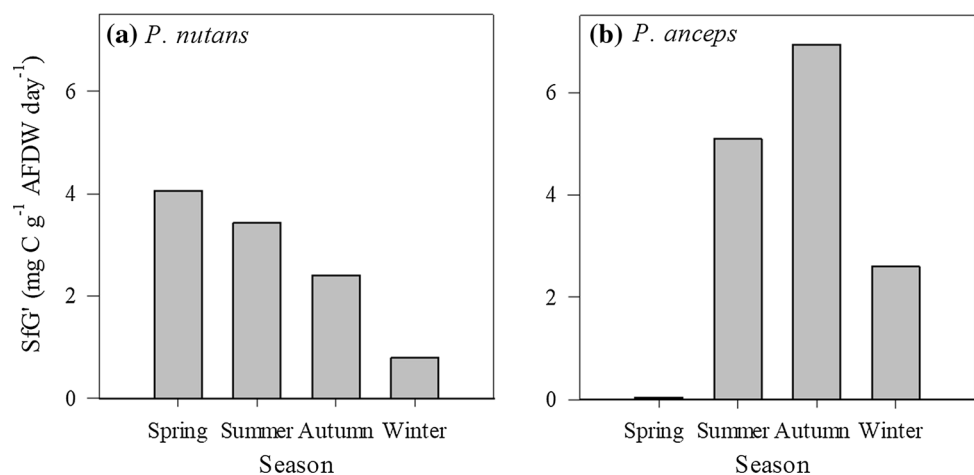 (a) P. nutans
SfG' (mg C g⁻¹ AFDW day⁻¹)
6
4
2
0
Spring Summer Autumn Winter
Season
(b) P. anceps
6
4
2
0
Spring Summer Autumn Winter
Season